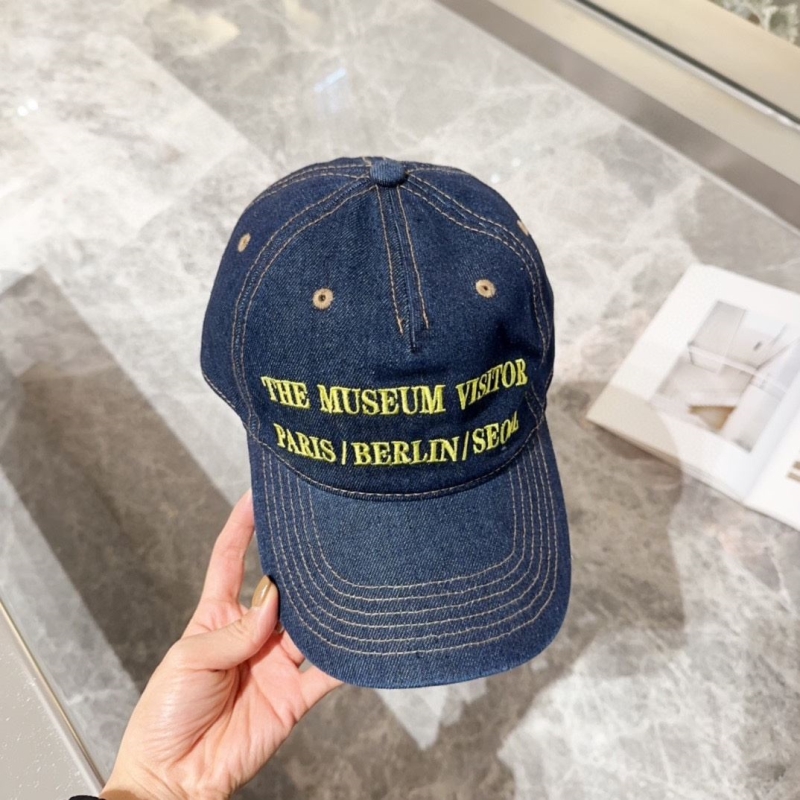 THE MUSEUM VISITOR
PARIS / BERLIN / SEOUL